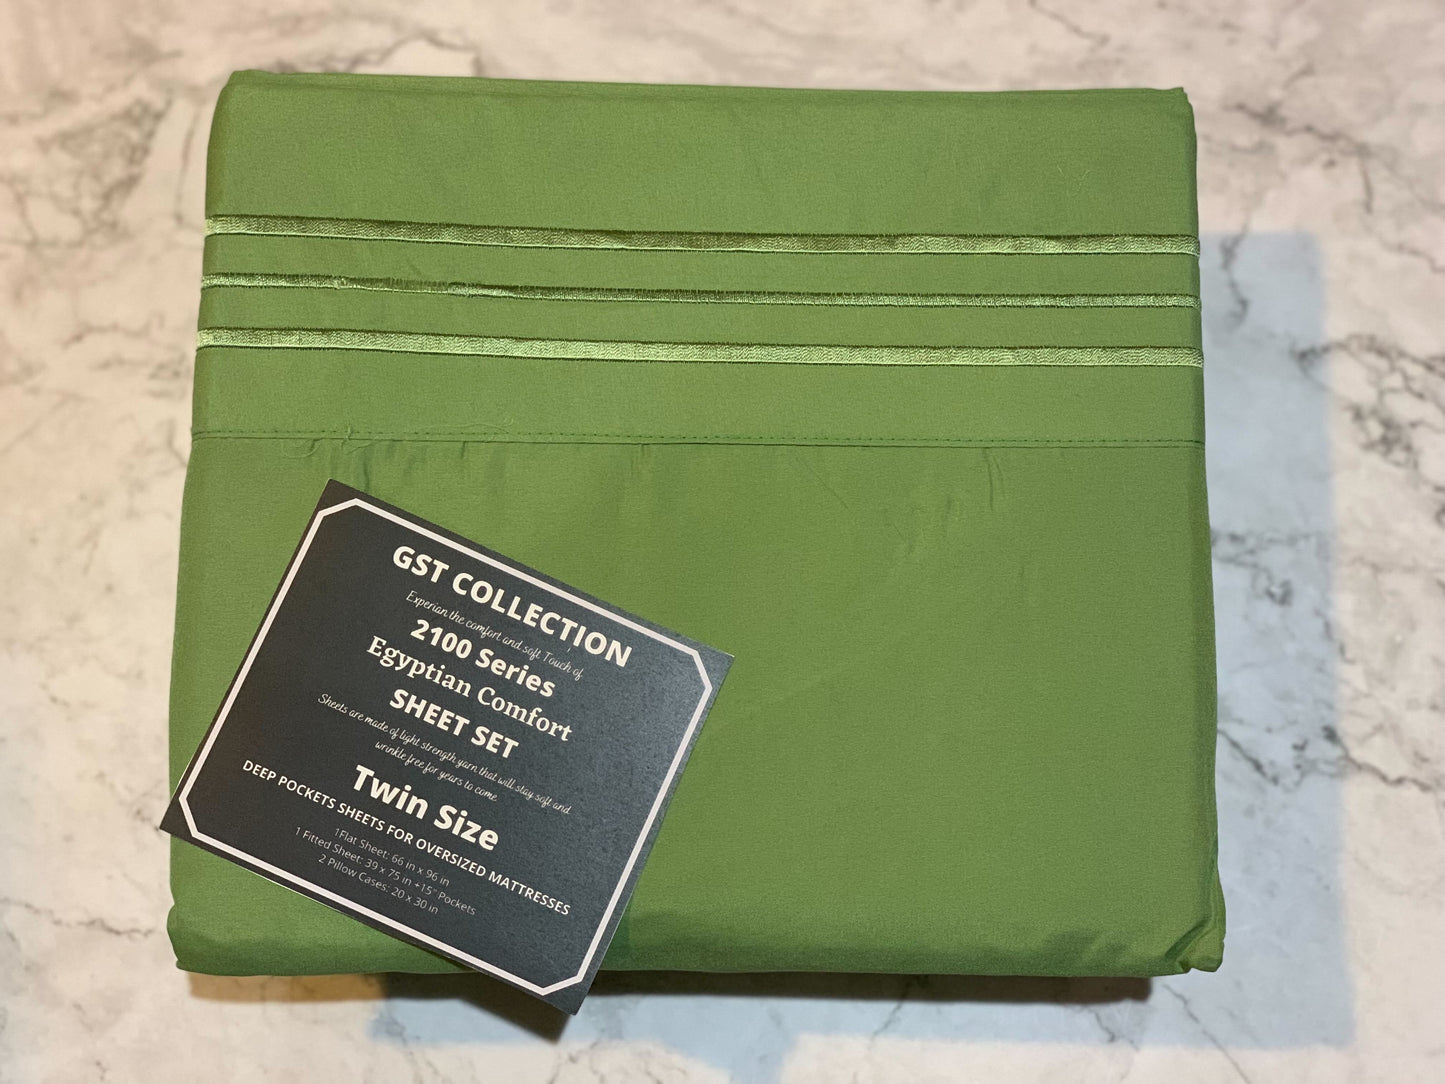 GST COLLECTION
Experian the comfort and soft Touch of
2100 Series
Egyptian Comfort
SHEET SET
Sheets are made of light strength yarn that will stay soft and
wrinkle free for years to come
Twin Size
DEEP POCKETS SHEETS FOR OVERSIZED MATTRESSES
1Flat Sheet: 66 in x 96 in
1 Fitted Sheet: 39 x 75 in +15" Pockets
2 Pillow Cases: 20 x 30 in